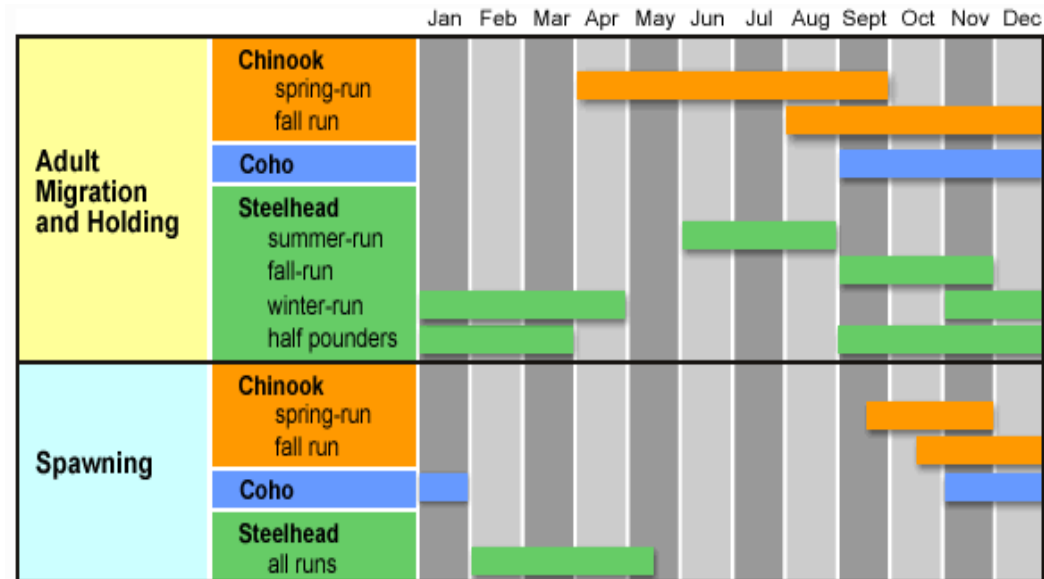 Jan Feb Mar Apr May Jun Jul Aug Sept Oct Nov Dec
Adult
Migration
and Holding
Chinook
spring-run
fall run
Coho
Steelhead
summer-run
fall-run
winter-run
half pounders
Spawning
Chinook
spring-run
fall run
Coho
Steelhead
all runs